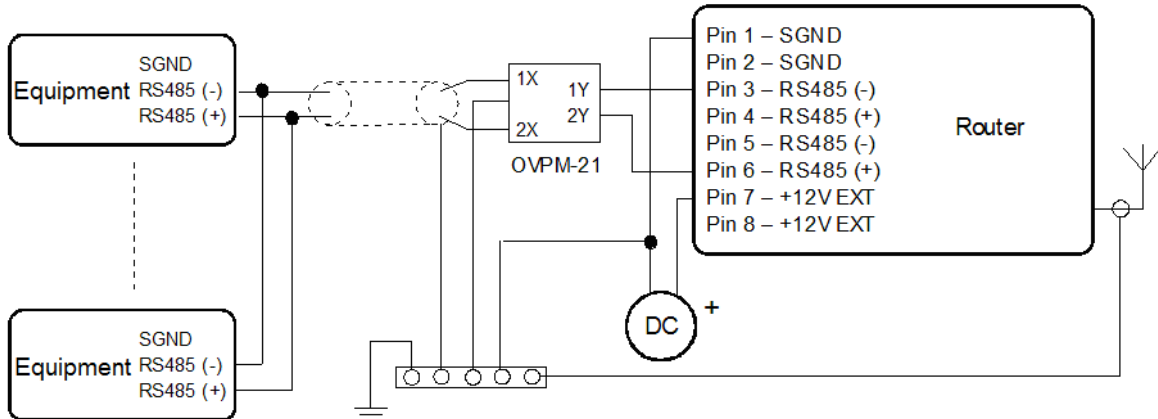 Equipment
SGND
RS485 (-)
RS485 (+)
1X
2X
1Y
2Y
OVPM-21
Pin 1 – SGND
Pin 2 – SGND
Pin 3 – RS485 (-)
Pin 4 – RS485 (+)
Pin 5 – RS485 (-)
Pin 6 – RS485 (+)
Pin 7 – +12V EXT
Pin 8 – +12V EXT
Router
DC
+
Equipment
SGND
RS485 (-)
RS485 (+)